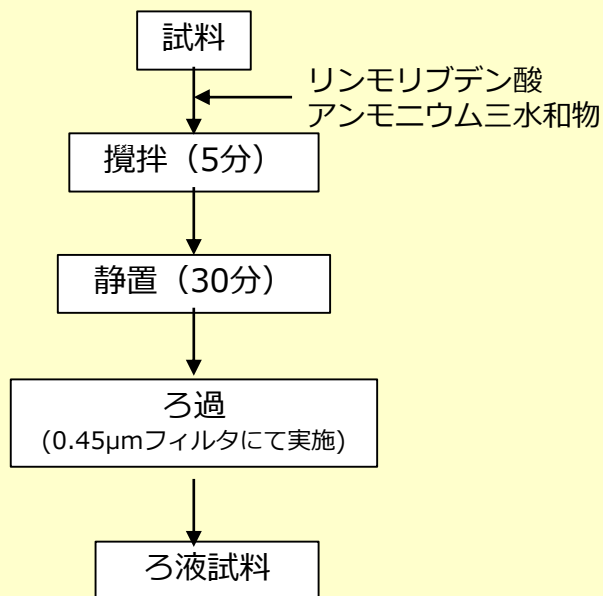 試料
リンモリブデン酸
アンモニウム三水和物
攪拌（5分）
静置（30分）
ろ過
(0.45μmフィルタにて実施)
ろ液試料